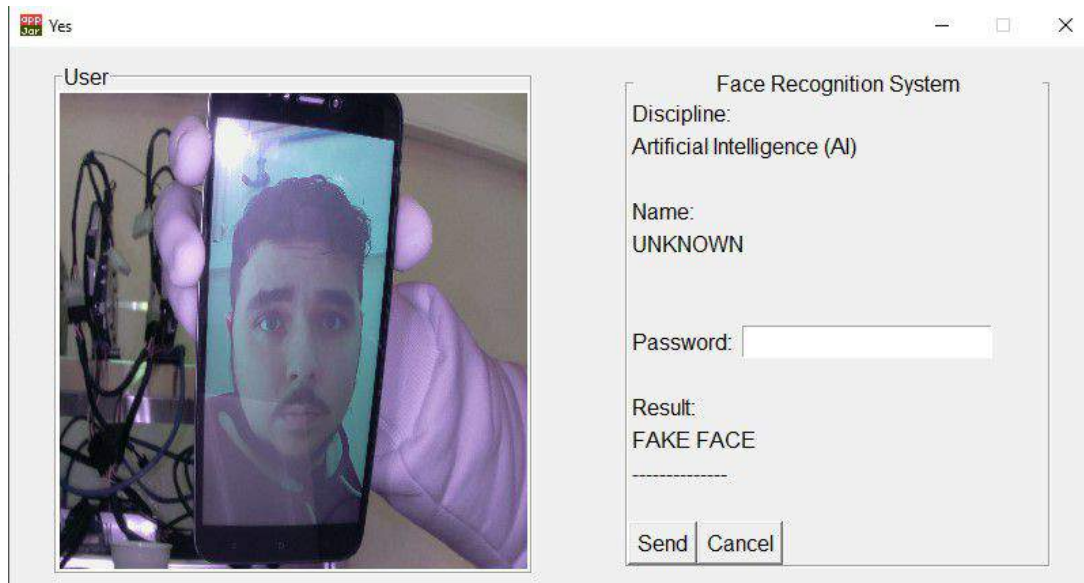 app
Jar
Yes
User
Face Recognition System
Discipline:
Artificial Intelligence (AI)
Name:
UNKNOWN
Password:
Result:
FAKE FACE
--------------
Send
Cancel